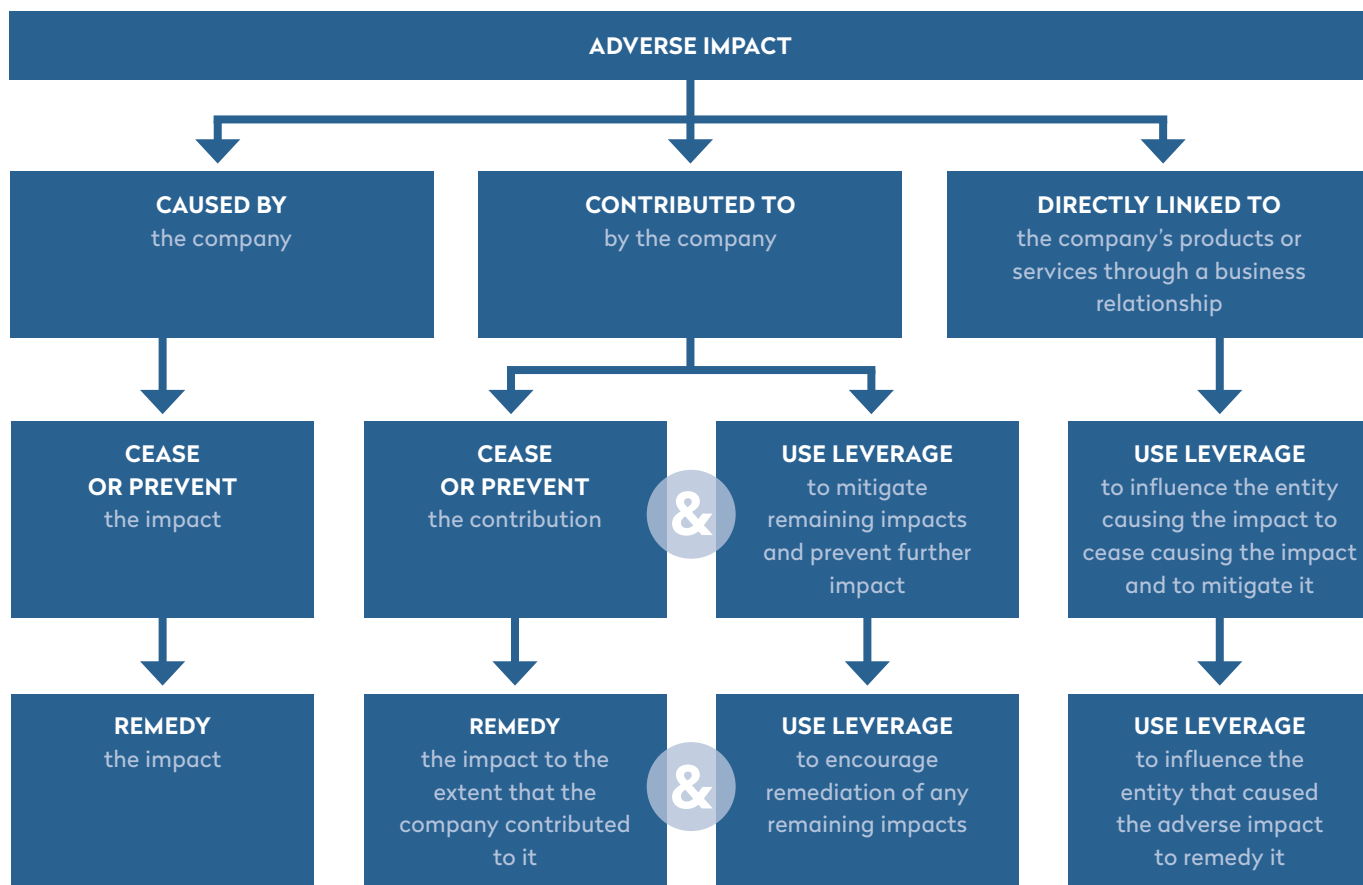 ADVERSE IMPACT
CAUSED BY
the company
CONTRIBUTED TO
by the company
DIRECTLY LINKED TO
the company’s products or
services through a business
relationship
CEASE
OR PREVENT
the impact
CEASE
OR PREVENT
the contribution
&
USE LEVERAGE
to mitigate
remaining impacts
and prevent further
impact
USE LEVERAGE
to influence the entity
causing the impact to
cease causing the impact
and to mitigate it
REMEDY
the impact
REMEDY
the impact to the
extent that the
company contributed
to it
&
USE LEVERAGE
to encourage
remediation of any
remaining impacts
USE LEVERAGE
to influence the
entity that caused
the adverse impact
to remedy it